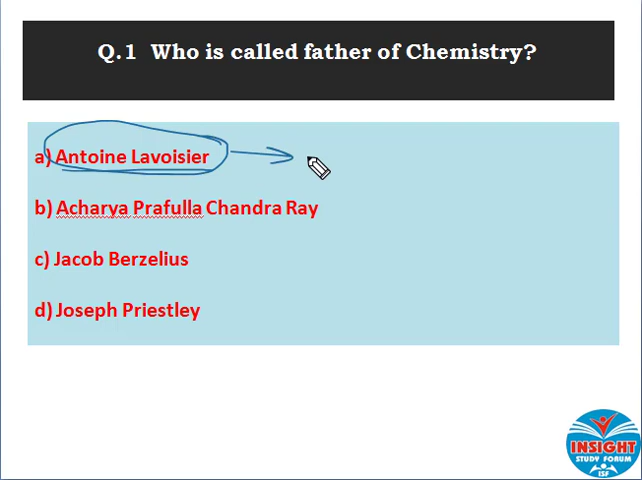 Q.1 Who is called father of Chemistry?
a) Antoine Lavoisier
b) Acharya Prafulla Chandra Ray
c) Jacob Berzelius
d) Joseph Priestley
INSIGHT
STUDY FORUM
ISF